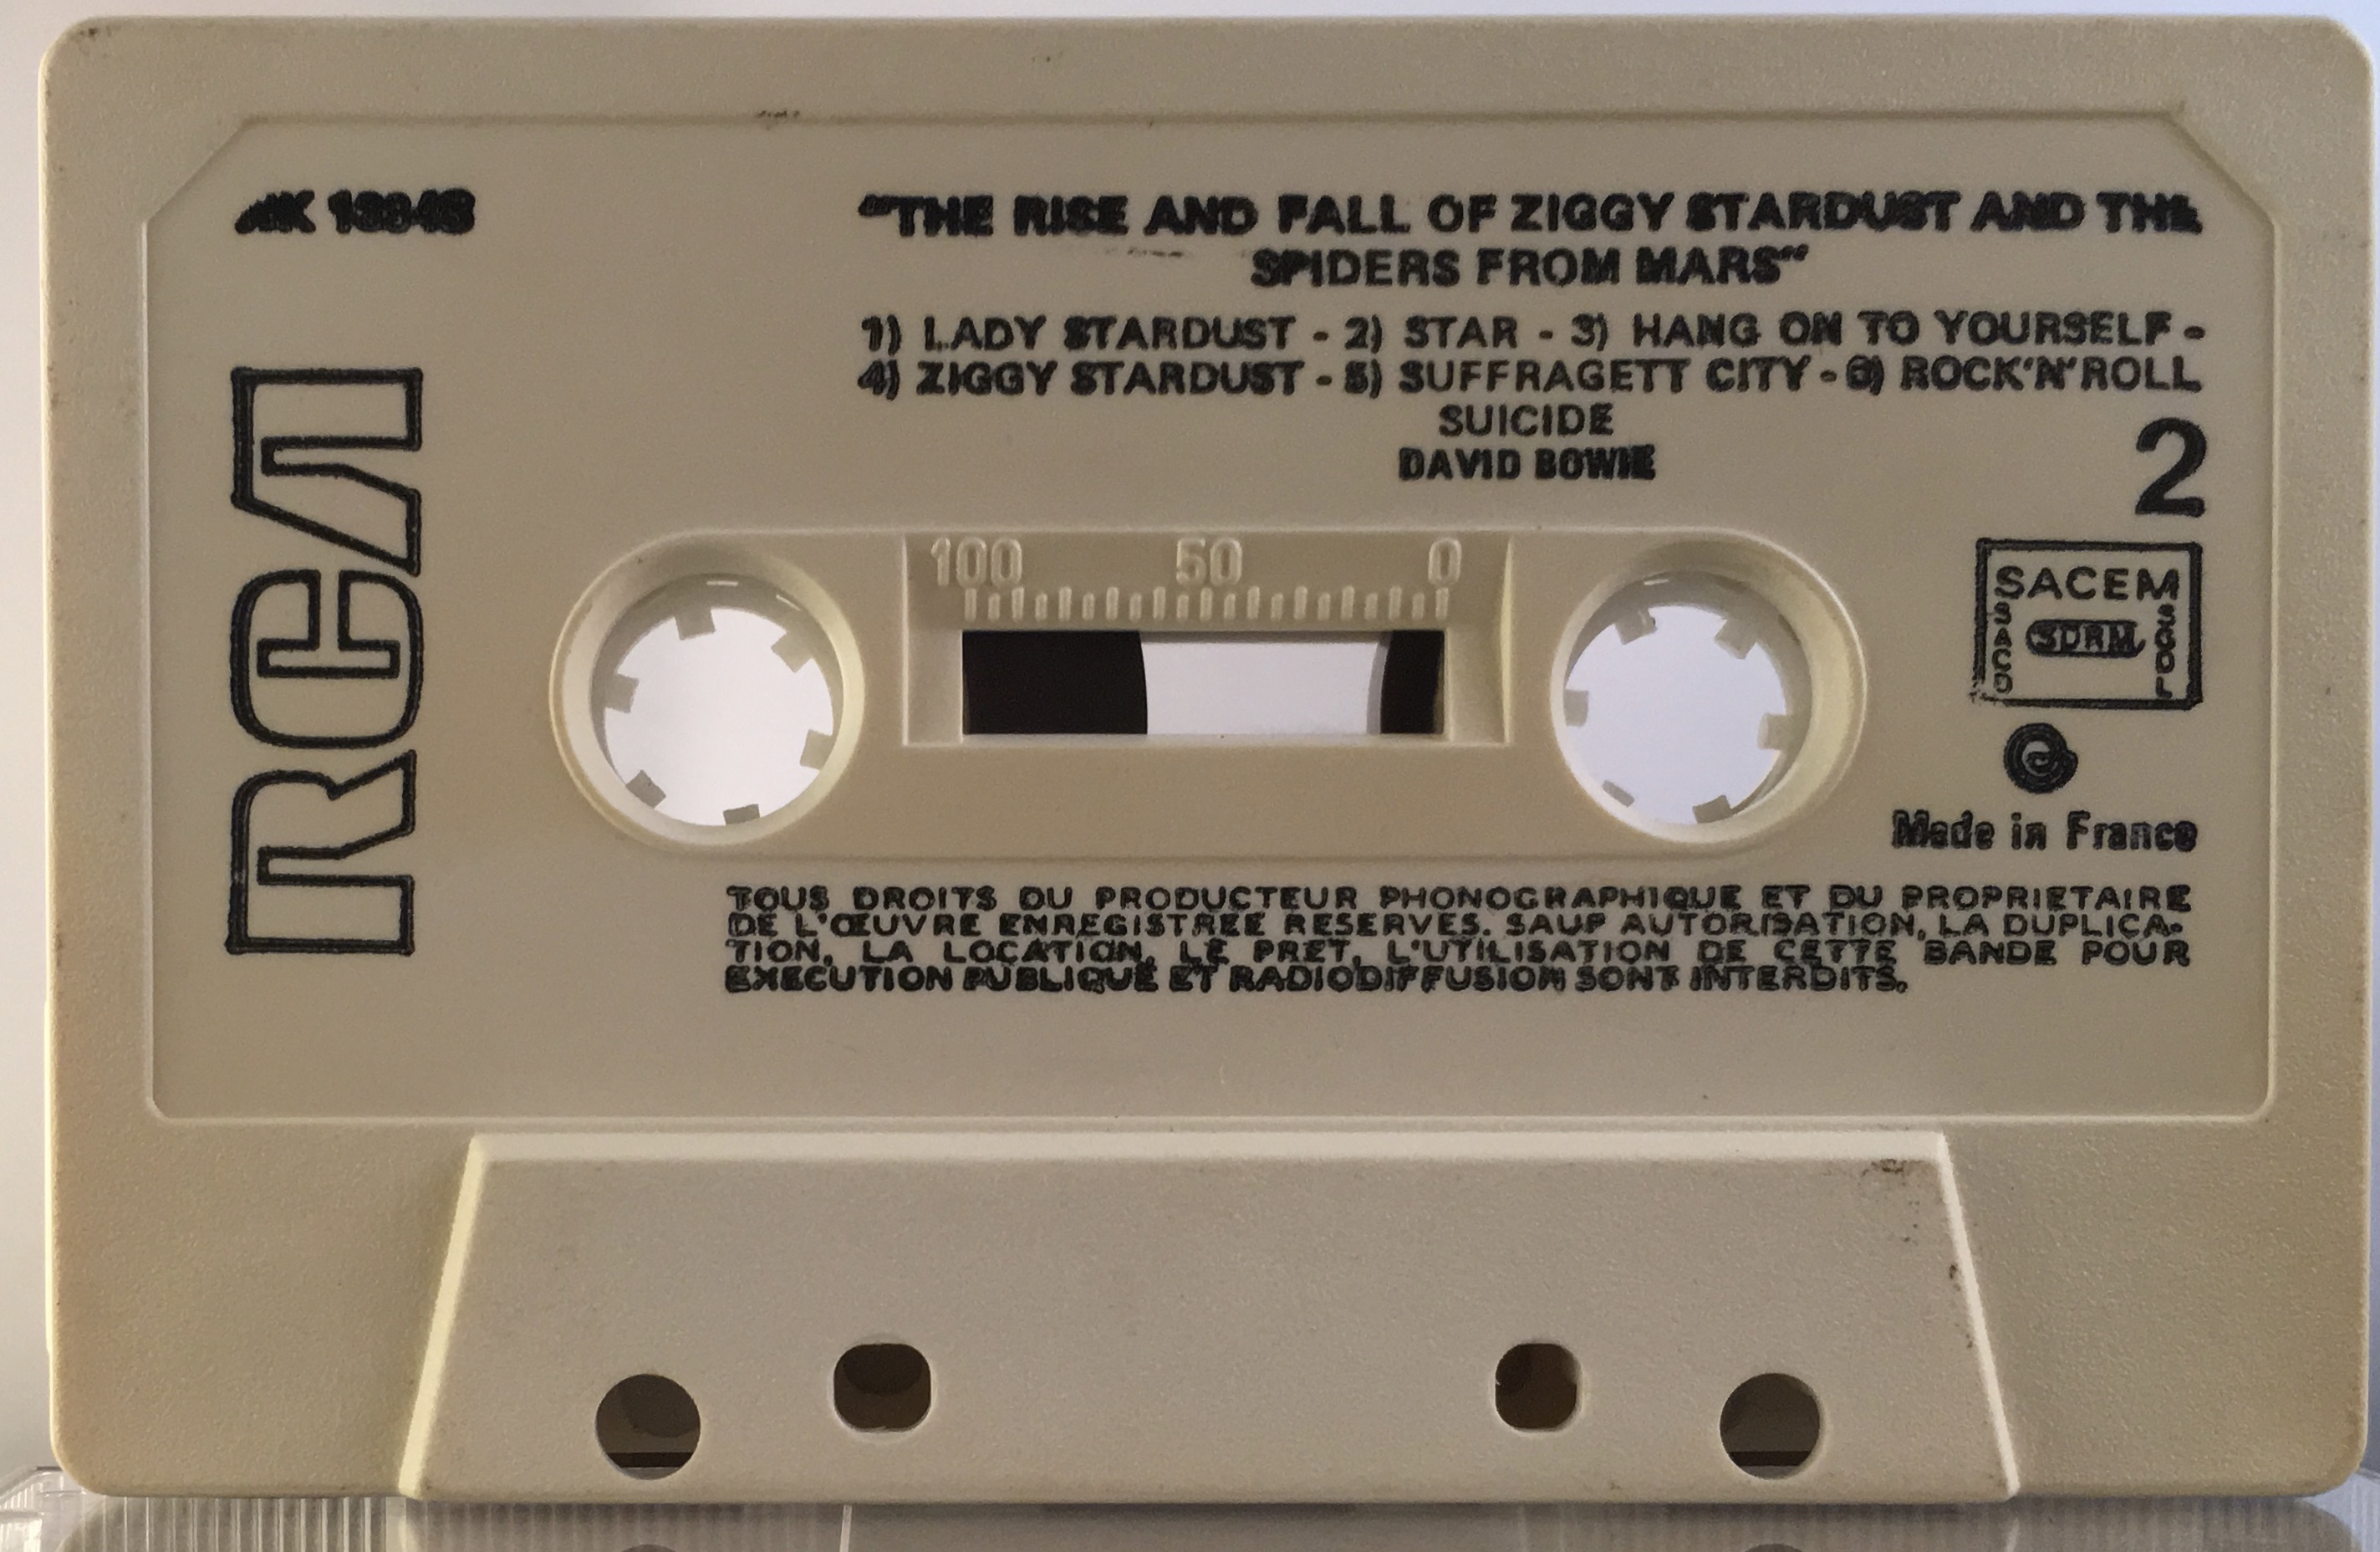 “THE RISE AND FALL OF ZIGGY STARDUST AND THE
SPIDERS FROM MARS”
1) LADY STARDUST - 2) STAR - 3) HANG ON TO YOURSELF -
4) ZIGGY STARDUST - 5) SUFFRAGETT CITY - 6) ROCK'N'ROLL
SUICIDE
DAVID BOWIE
2
RCA
100 50 0
SACEM
SACD
SDRM
SGDL
Made in France
TOUS DROITS DU PRODUCTEUR PHONOGRAPHIQUE ET DU PROPRIETAIRE
DE L'ŒUVRE ENREGISTREE RESERVES. SAUF AUTORISATION, LA DUPLICA-
TION, LA LOCATION, LE PRET, L'UTILISATION DE CETTE BANDE POUR
EXECUTION PUBLIQUE ET RADIODIFFUSION SONT INTERDITS.